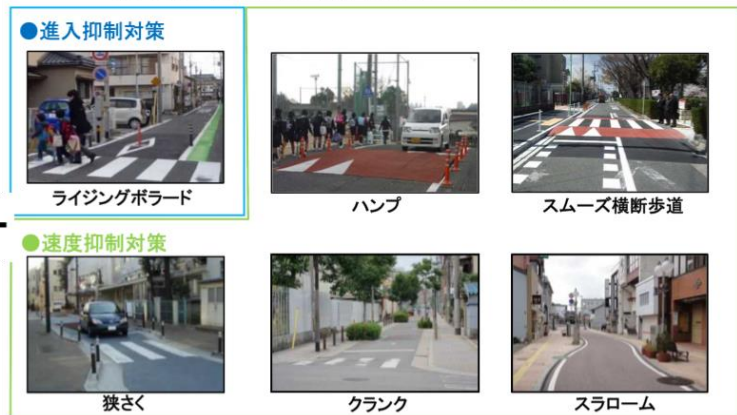 ●進入抑制対策
ライジングボラード
ハンプ
スムーズ横断歩道
●速度抑制対策
狭さく
クランク
スラローム